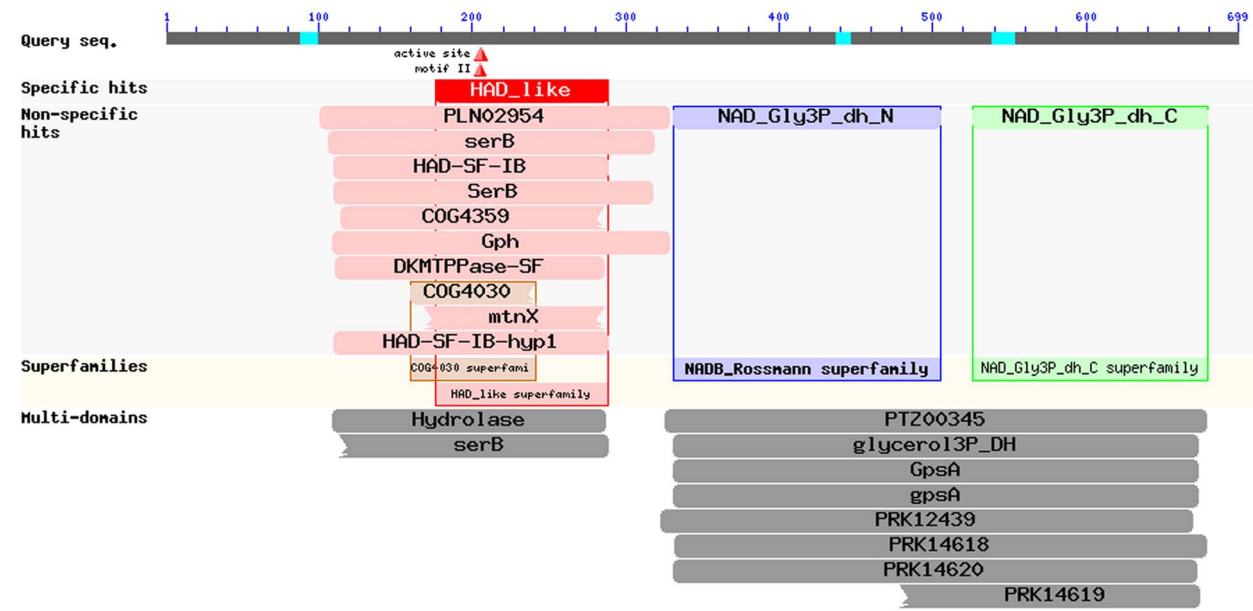 1 100 200 300 400 500 600 699
Query seq.
active site
motif II
Specific hits HAD_like
Non-specific hits PLN02954 NAD_Gly3P_dh_N NAD_Gly3P_dh_C
serB
HAD-SF-IB
SerB
COG4359
Gph
DKMTPPase-SF
COG4030
mtnX
HAD-SF-IB-hyp1
Superfamilies COG4030 superfami NADB_Rossmann superfamily NAD_Gly3P_dh_C superfamily
HAD_like superfamily
Multi-domains Hydrolase PTZ00345
serB glycerol3P_DH
GpsA
gpsA
PRK12439
PRK14618
PRK14620
PRK14619